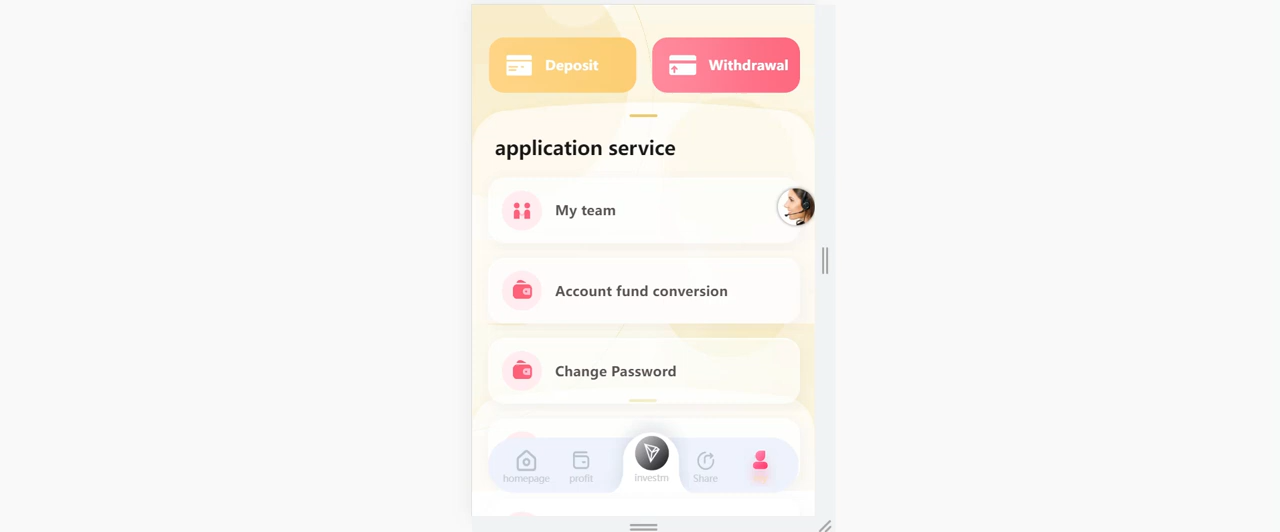 Deposit
Withdrawal
application service
My team
Account fund conversion
Change Password
homepage
profit
investm
Share